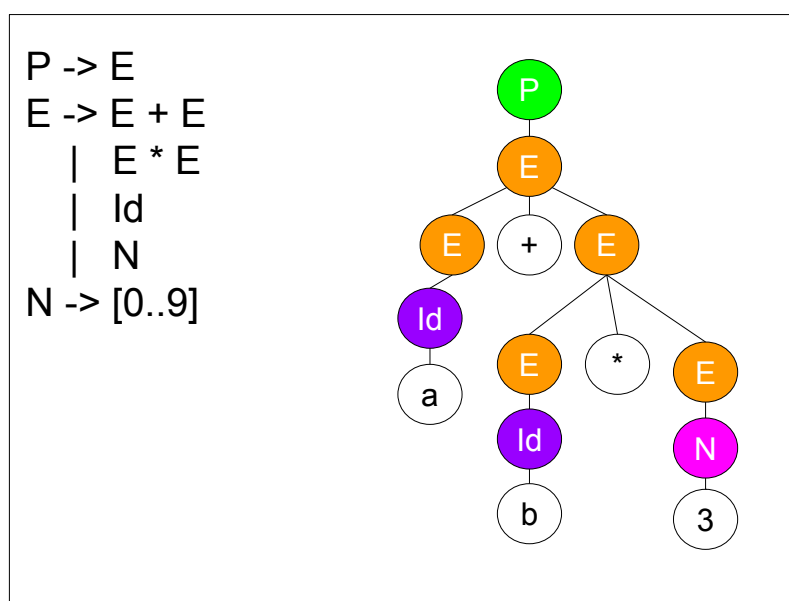 P -> E
E -> E + E
| E * E
| Id
| N
N -> [0..9]
P
E
E + E
Id
E * E
a
Id N
b 3